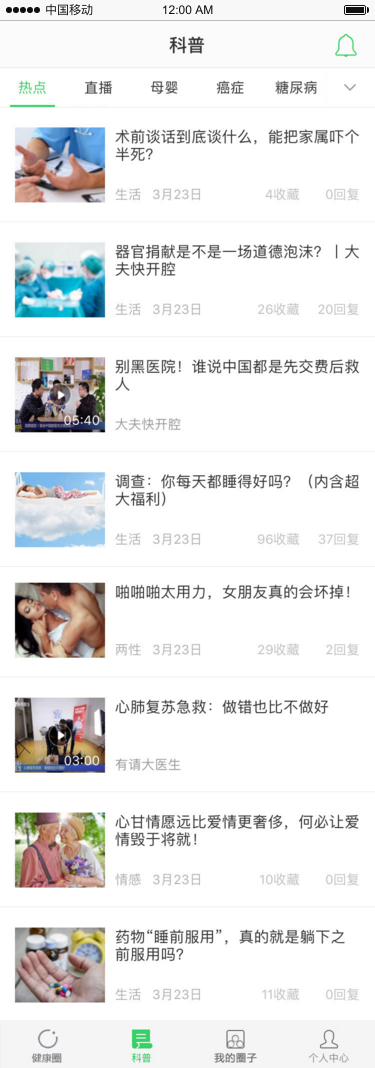 中国移动 12:00 AM
科普
热点 直播 母婴 癌症 糖尿病
术前谈话到底谈什么，能把家属吓个
半死？
生活 3月23日 4收藏 0回复
器官捐献是不是一场道德泡沫？丨大
夫快开腔
生活 3月23日 26收藏 20回复
别黑医院！谁说中国都是先交费后救
人
05:40
大夫快开腔
调查：你每天都睡得好吗？（内含超
大福利）
生活 3月23日 96收藏 37回复
啪啪啪太用力，女朋友真的会坏掉！
两性 3月23日 29收藏 2回复
心肺复苏急救：做错也比不做好
03:00
有请大医生
心甘情愿远比爱情更奢侈，何必让爱
情毁于将就！
情感 3月23日 10收藏 0回复
药物“睡前服用”，真的就是躺下之
前服用吗？
生活 3月23日 11收藏 0回复
健康圈 科普 我的圈子 个人中心